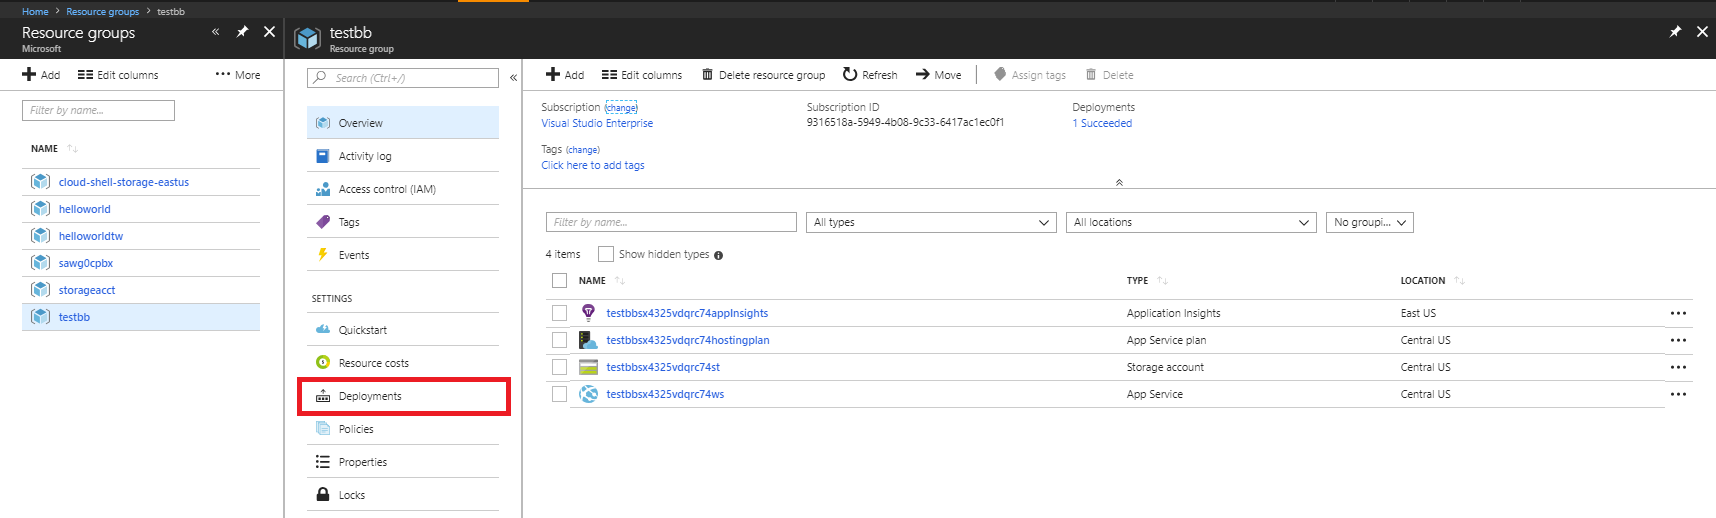 Home > Resource groups > testbb
Resource groups
Microsoft
Add Edit columns More
Filter by name...
NAME
cloud-shell-storage-eastus
helloworld
helloworldtw
sawg0cpbx
storageacct
testbb
testbb
Resource group
Search (Ctrl+/)
Overview
Activity log
Access control (IAM)
Tags
Events
SETTINGS
Quickstart
Resource costs
Deployments
Policies
Properties
Locks
Add Edit columns Delete resource group Refresh Move Assign tags Delete
Subscription (change) Subscription ID Deployments
Visual Studio Enterprise 9316518a-5949-4b08-9c33-6417ac1ec0f1 1 Succeeded
Tags (change)
Click here to add tags
Filter by name... All types All locations No groupi...
4 items Show hidden types
NAME TYPE LOCATION
testbbsx4325vdqrc74appInsights Application Insights East US
testbbsx4325vdqrc74hostingplan App Service plan Central US
testbbsx4325vdqrc74st Storage account Central US
testbbsx4325vdqrc74ws App Service Central US